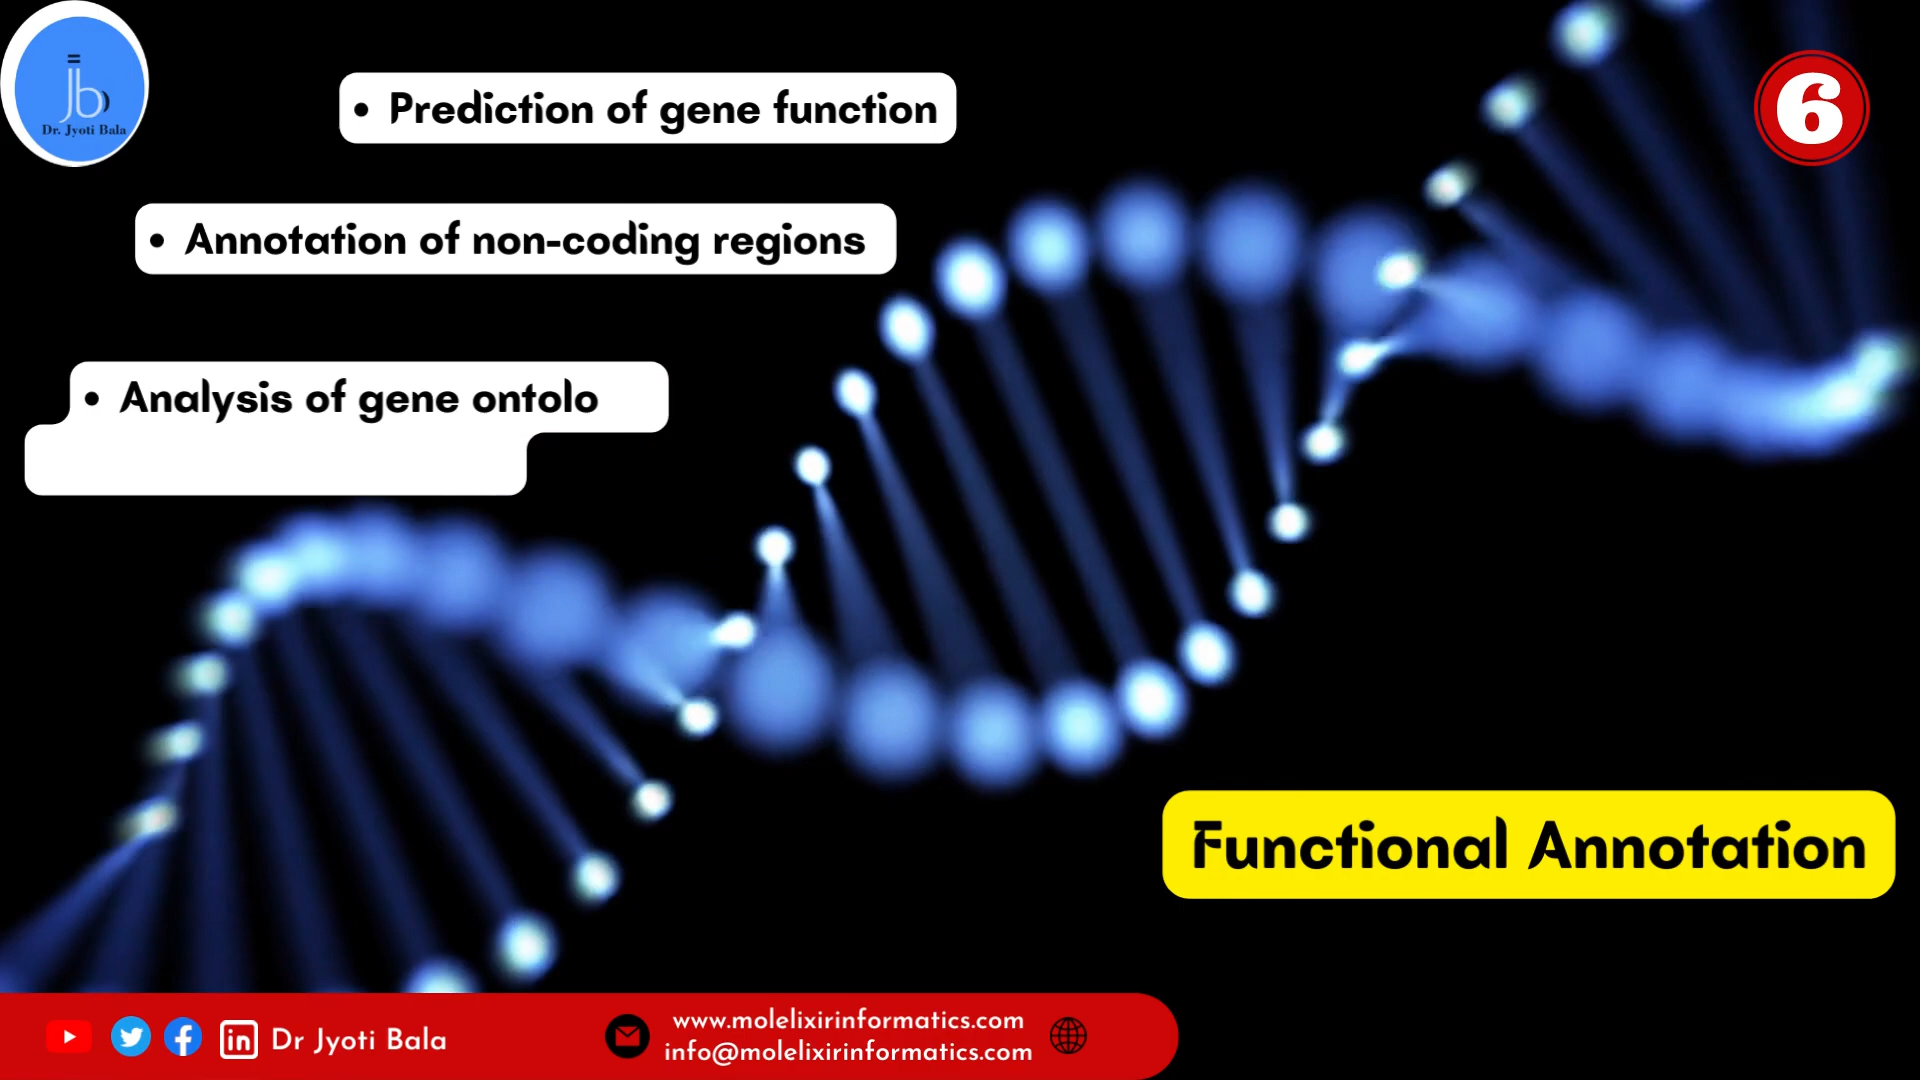 Dr. Jyoti Bala
6
• Prediction of gene function
• Annotation of non-coding regions
• Analysis of gene ontolo
Functional Annotation
Dr Jyoti Bala
www.molelixirinformatics.com
info@molelixirinformatics.com